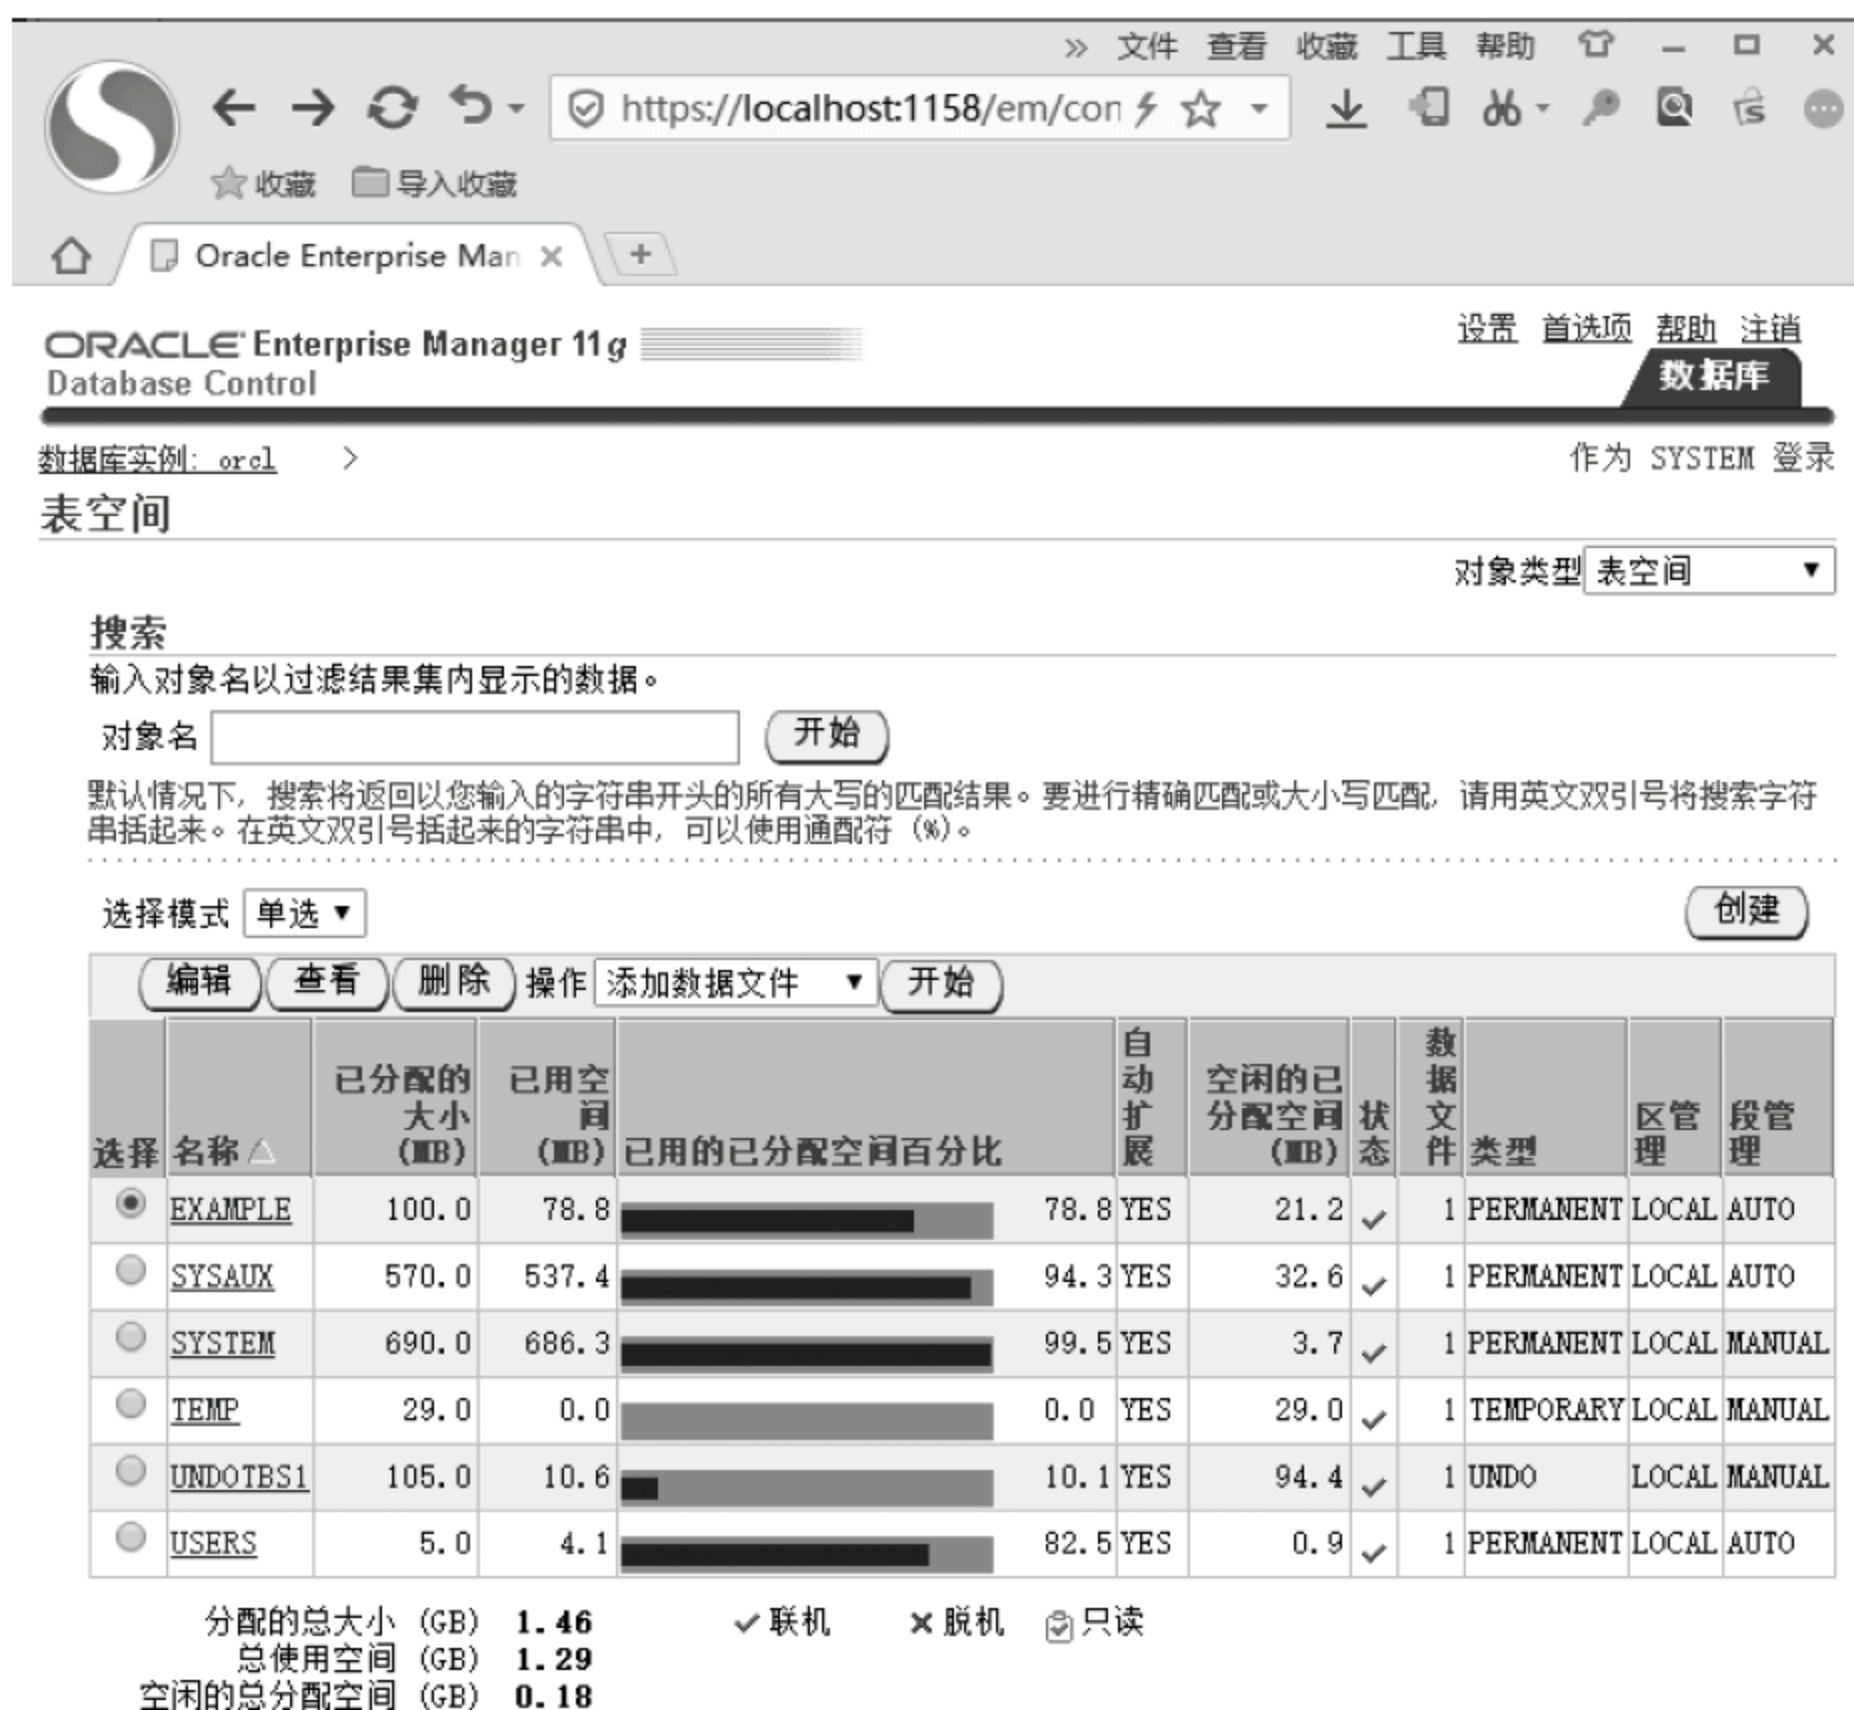 » 文件 查看 收藏 工具 帮助
https://localhost:1158/em/con
收藏 导入收藏
Oracle Enterprise Man
设置 首选项 帮助 注销
ORACLE Enterprise Manager 11g
Database Control
数据库
数据库实例: orcl >
作为 SYSTEM 登录
表空间
对象类型 表空间
搜索
输入对象名以过滤结果集内显示的数据。
对象名 开始
默认情况下, 搜索将返回以您输入的字符串开头的所有大写的匹配结果。要进行精确匹配或大小写匹配, 请用英文双引号将搜索字符
串括起来。在英文双引号括起来的字符串中, 可以使用通配符 (%)。
选择模式 单选
创建
编辑 查看 删除 操作 添加数据文件 开始
选择 名称 已分配的大小 (MB) 已用空间 (MB) 已用的已分配空间百分比 自动扩展 空闲的已分配空间 (MB) 状态 数据文件 类型 区管理 段管理
EXAMPLE 100.0 78.8 78.8 YES 21.2 1 PERMANENT LOCAL AUTO
SYSAUX 570.0 537.4 94.3 YES 32.6 1 PERMANENT LOCAL AUTO
SYSTEM 690.0 686.3 99.5 YES 3.7 1 PERMANENT LOCAL MANUAL
TEMP 29.0 0.0 0.0 YES 29.0 1 TEMPORARY LOCAL MANUAL
UNDOTBS1 105.0 10.6 10.1 YES 94.4 1 UNDO LOCAL MANUAL
USERS 5.0 4.1 82.5 YES 0.9 1 PERMANENT LOCAL AUTO
分配的总大小 (GB) 1.46 联机 脱机 只读
总使用空间 (GB) 1.29
空闲的总分配空间 (GB) 0.18